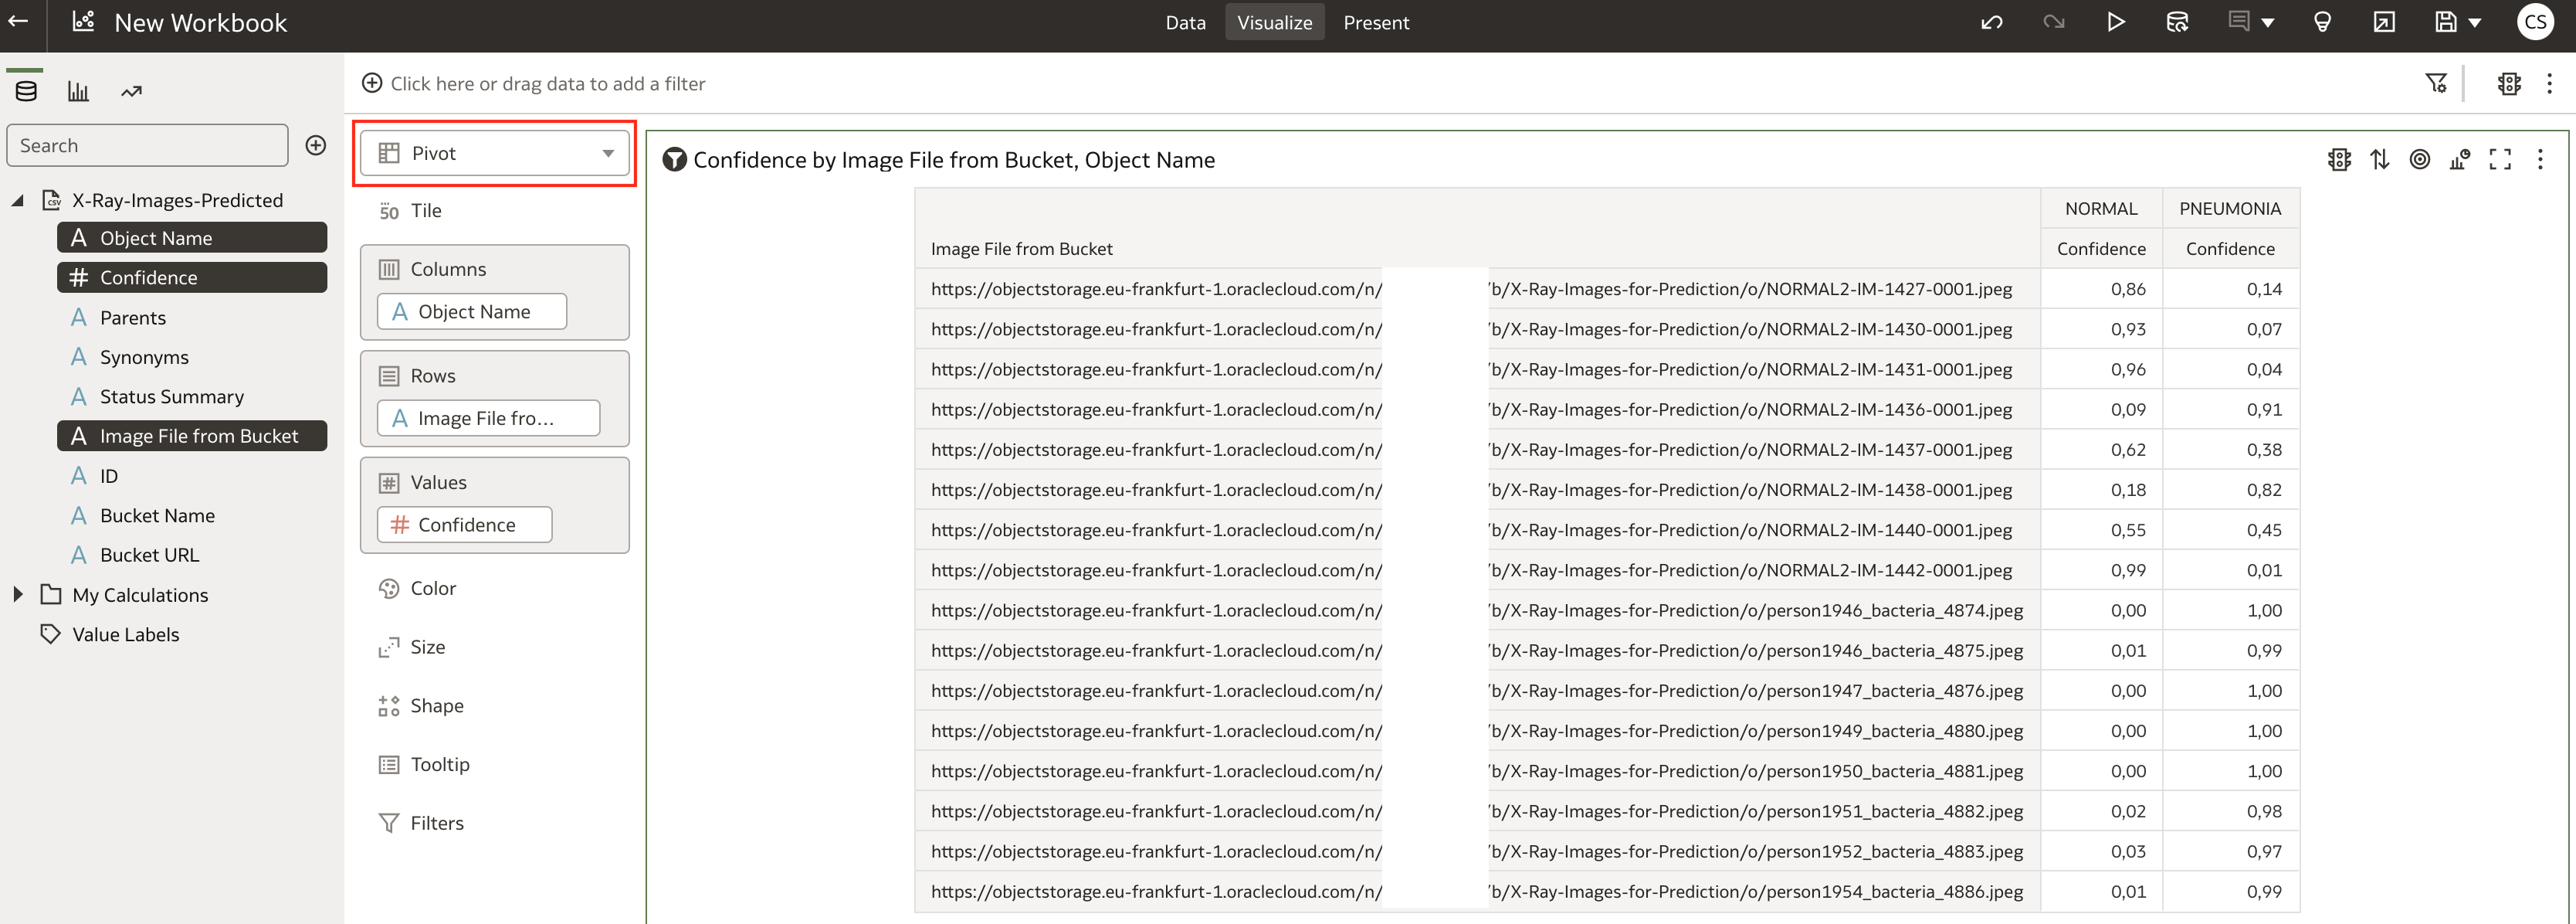 New Workbook
Data Visualize Present
CS
Click here or drag data to add a filter
Search
X-Ray-Images-Predicted
Object Name
Confidence
Parents
Synonyms
Status Summary
Image File from Bucket
ID
Bucket Name
Bucket URL
My Calculations
Value Labels
Pivot
Tile
Columns
Object Name
Rows
Image File fro...
Values
Confidence
Color
Size
Shape
Tooltip
Filters
Confidence by Image File from Bucket, Object Name
NORMAL PNEUMONIA
Image File from Bucket Confidence Confidence
https://objectstorage.eu-frankfurt-1.oraclecloud.com/n/ /b/X-Ray-Images-for-Prediction/o/NORMAL2-IM-1427-0001.jpeg 0,86 0,14
https://objectstorage.eu-frankfurt-1.oraclecloud.com/n/ /b/X-Ray-Images-for-Prediction/o/NORMAL2-IM-1430-0001.jpeg 0,93 0,07
https://objectstorage.eu-frankfurt-1.oraclecloud.com/n/ /b/X-Ray-Images-for-Prediction/o/NORMAL2-IM-1431-0001.jpeg 0,96 0,04
https://objectstorage.eu-frankfurt-1.oraclecloud.com/n/ /b/X-Ray-Images-for-Prediction/o/NORMAL2-IM-1436-0001.jpeg 0,09 0,91
https://objectstorage.eu-frankfurt-1.oraclecloud.com/n/ /b/X-Ray-Images-for-Prediction/o/NORMAL2-IM-1437-0001.jpeg 0,62 0,38
https://objectstorage.eu-frankfurt-1.oraclecloud.com/n/ /b/X-Ray-Images-for-Prediction/o/NORMAL2-IM-1438-0001.jpeg 0,18 0,82
https://objectstorage.eu-frankfurt-1.oraclecloud.com/n/ /b/X-Ray-Images-for-Prediction/o/NORMAL2-IM-1440-0001.jpeg 0,55 0,45
https://objectstorage.eu-frankfurt-1.oraclecloud.com/n/ /b/X-Ray-Images-for-Prediction/o/NORMAL2-IM-1442-0001.jpeg 0,99 0,01
https://objectstorage.eu-frankfurt-1.oraclecloud.com/n/ /b/X-Ray-Images-for-Prediction/o/person1946_bacteria_4874.jpeg 0,00 1,00
https://objectstorage.eu-frankfurt-1.oraclecloud.com/n/ /b/X-Ray-Images-for-Prediction/o/person1946_bacteria_4875.jpeg 0,01 0,99
https://objectstorage.eu-frankfurt-1.oraclecloud.com/n/ /b/X-Ray-Images-for-Prediction/o/person1947_bacteria_4876.jpeg 0,00 1,00
https://objectstorage.eu-frankfurt-1.oraclecloud.com/n/ /b/X-Ray-Images-for-Prediction/o/person1949_bacteria_4880.jpeg 0,00 1,00
https://objectstorage.eu-frankfurt-1.oraclecloud.com/n/ /b/X-Ray-Images-for-Prediction/o/person1950_bacteria_4881.jpeg 0,00 1,00
https://objectstorage.eu-frankfurt-1.oraclecloud.com/n/ /b/X-Ray-Images-for-Prediction/o/person1951_bacteria_4882.jpeg 0,02 0,98
https://objectstorage.eu-frankfurt-1.oraclecloud.com/n/ /b/X-Ray-Images-for-Prediction/o/person1952_bacteria_4883.jpeg 0,03 0,97
https://objectstorage.eu-frankfurt-1.oraclecloud.com/n/ /b/X-Ray-Images-for-Prediction/o/person1954_bacteria_4886.jpeg 0,01 0,99